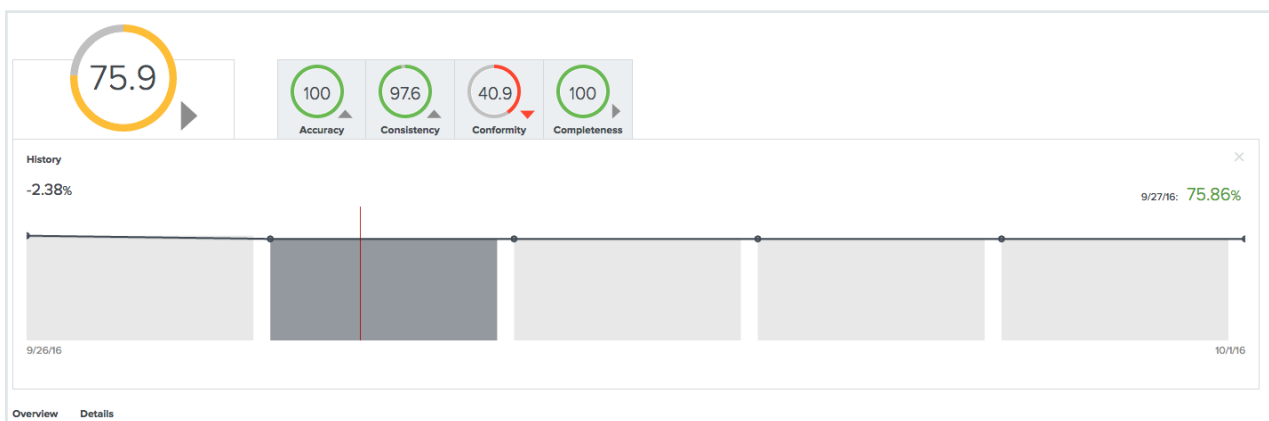 75.9
100 97.6 40.9 100
Accuracy Consistency Conformity Completeness
History ×
-2.38% 9/27/16: 75.86%
9/26/16 10/1/16
Overview Details